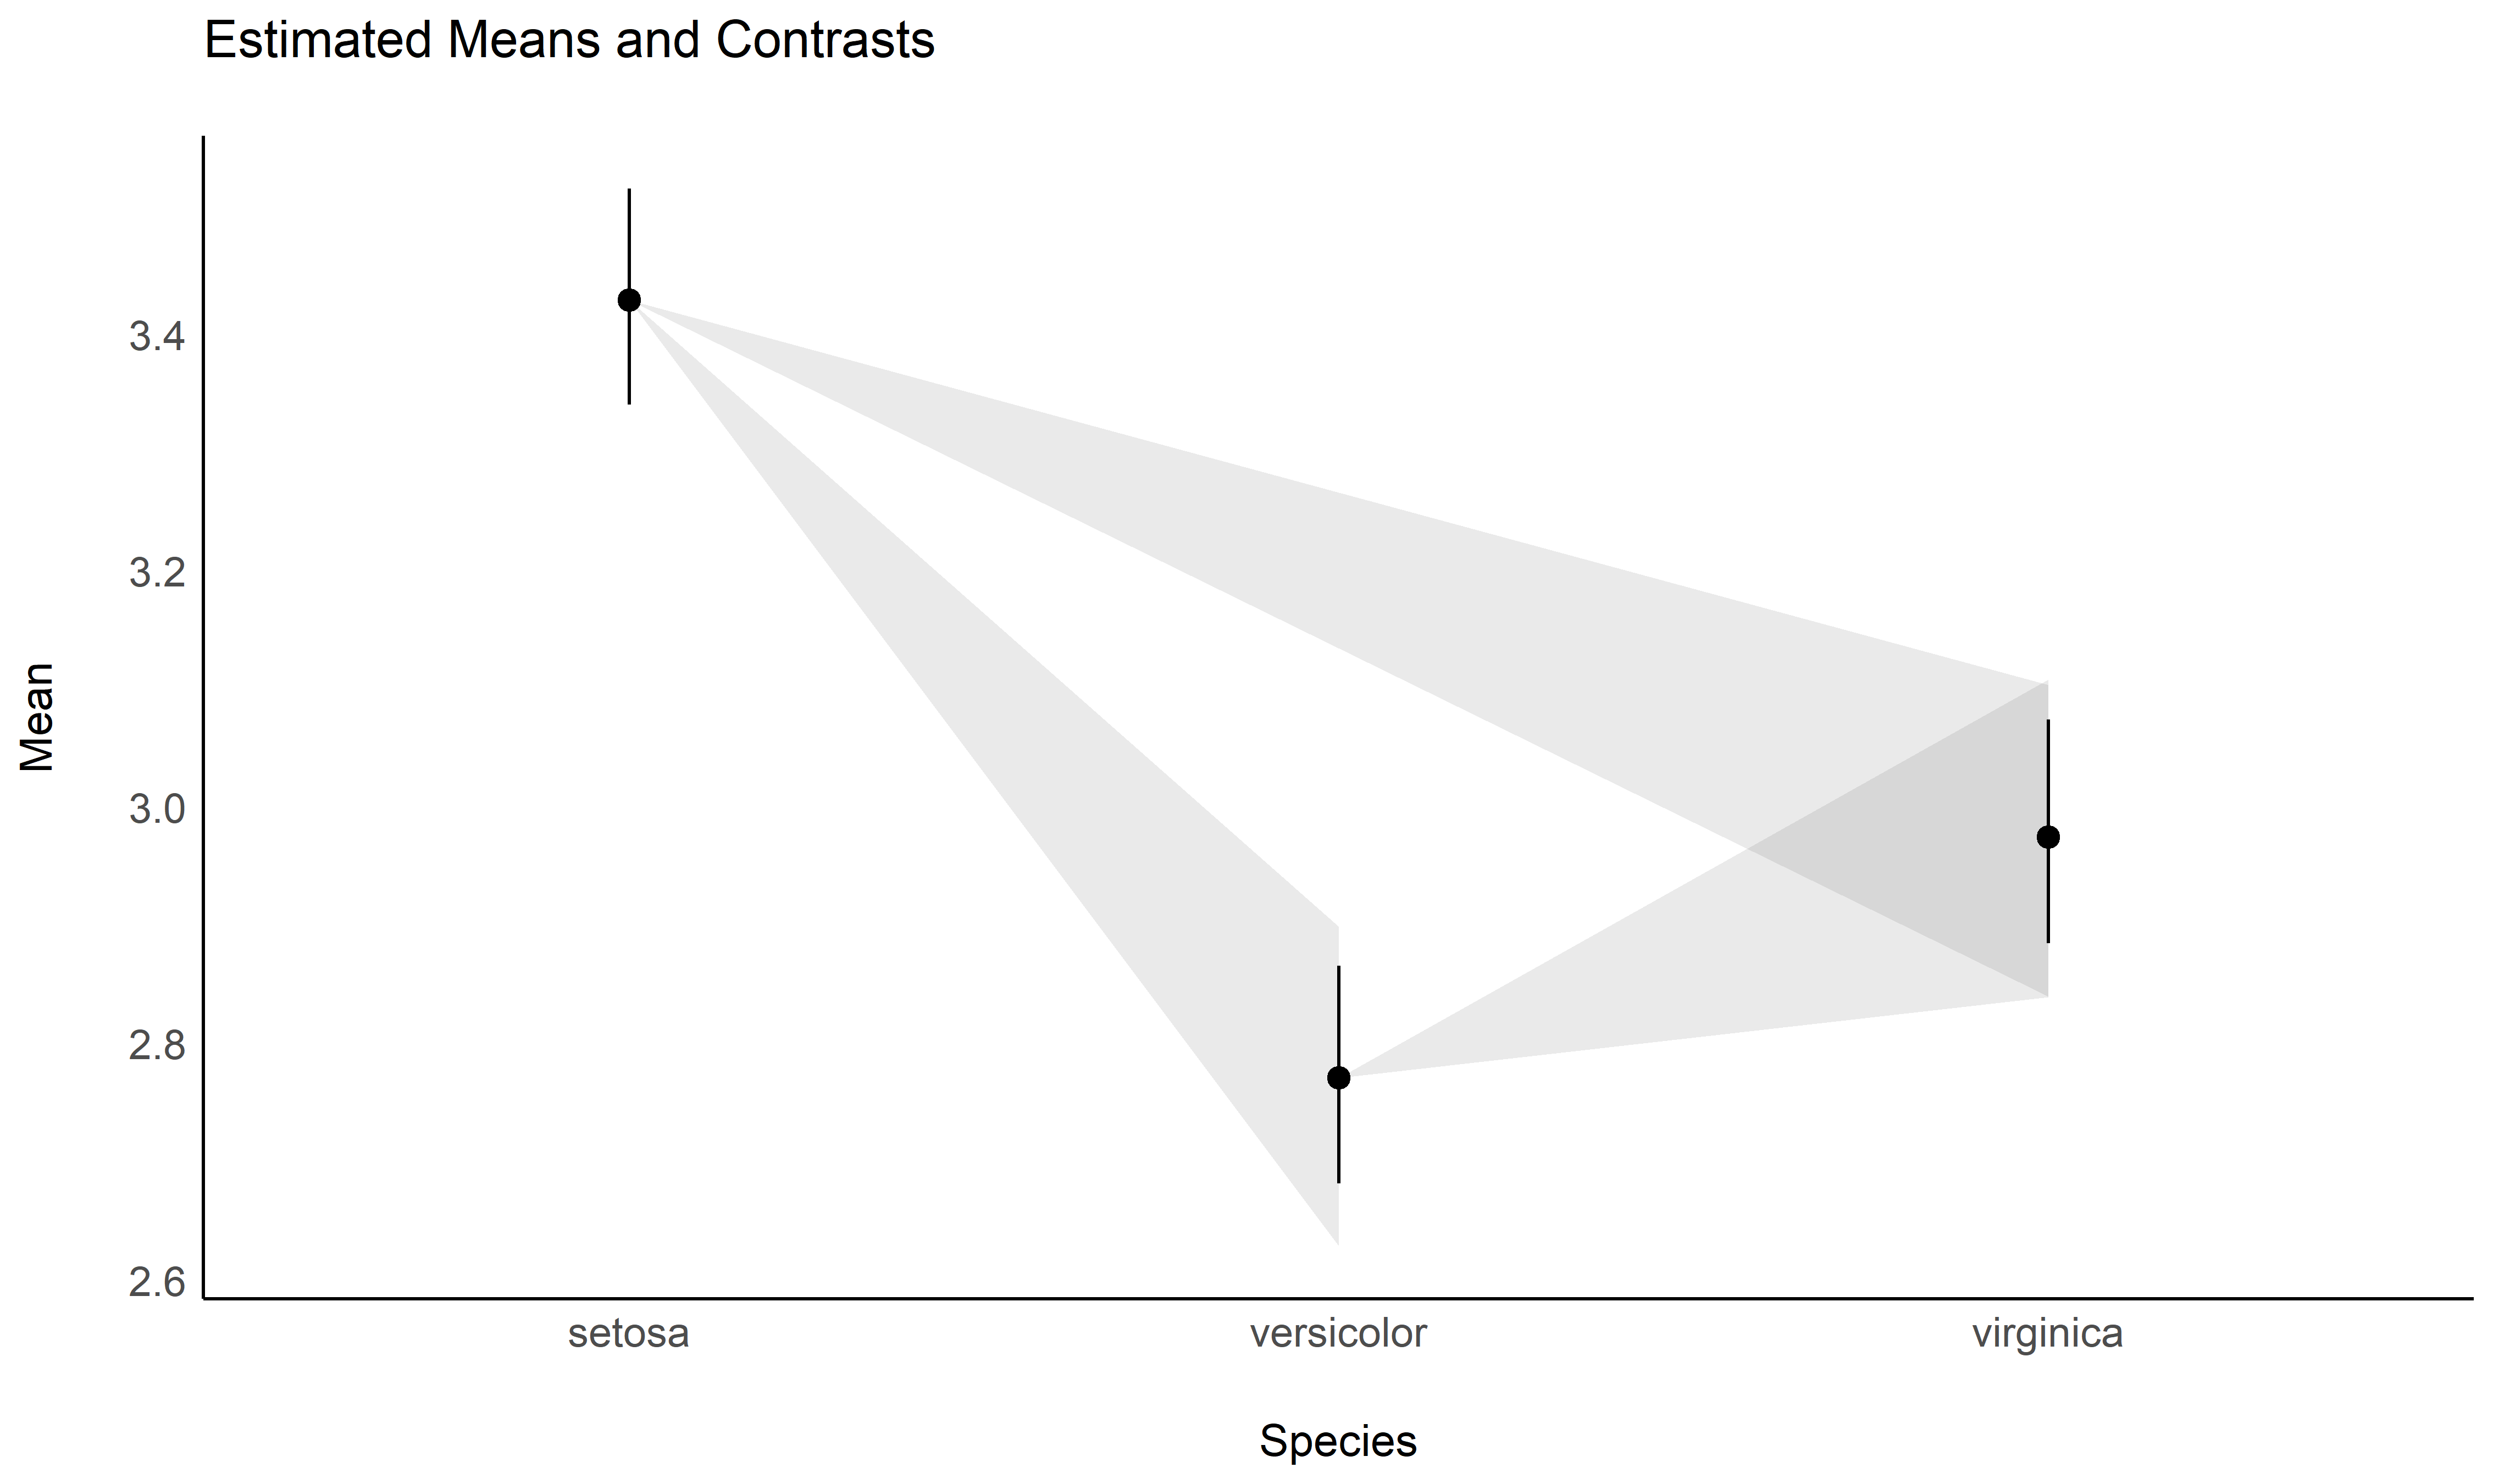 Estimated Means and Contrasts
Mean
3.4
3.2
3.0
2.8
2.6
setosa versicolor virginica
Species